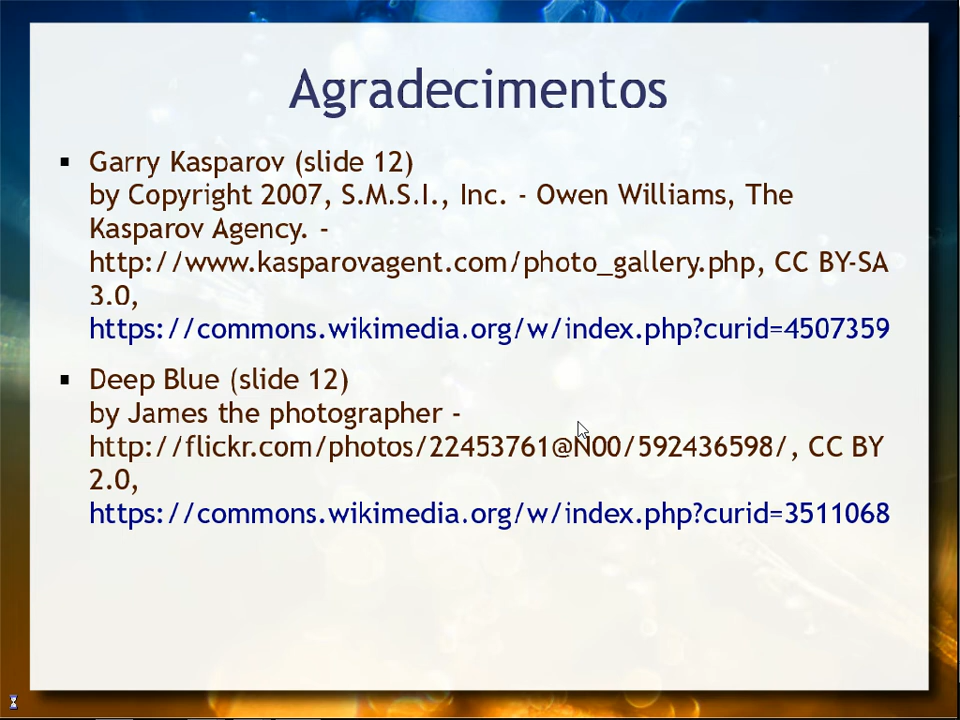 Agradecimentos
▪ Garry Kasparov (slide 12)
by Copyright 2007, S.M.S.I., Inc. - Owen Williams, The
Kasparov Agency. -
http://www.kasparovagent.com/photo_gallery.php, CC BY-SA
3.0,
https://commons.wikimedia.org/w/index.php?curid=4507359
▪ Deep Blue (slide 12)
by James the photographer -
http://flickr.com/photos/22453761@N00/592436598/, CC BY
2.0,
https://commons.wikimedia.org/w/index.php?curid=3511068